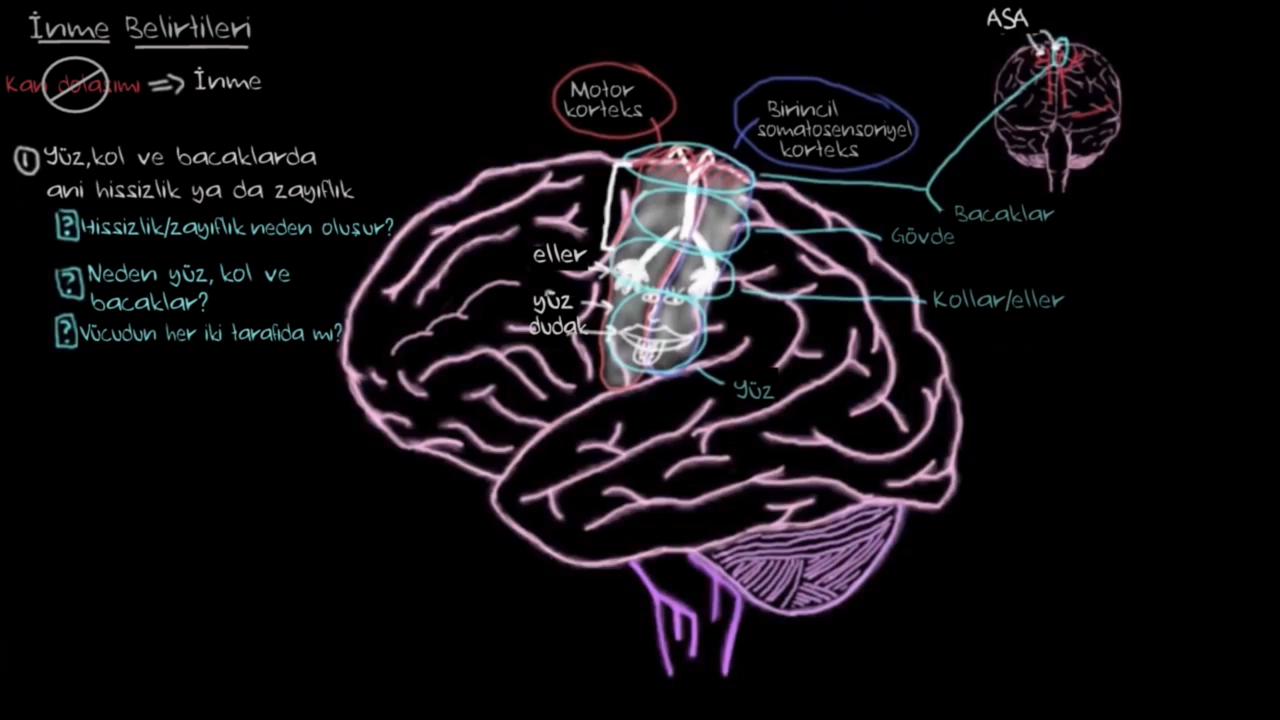 İnme Belirtileri
Kan dolaşımı => İnme
1 Yüz, kol ve bacaklarda
ani hissizlik ya da zayıflık
? Hissizlik/zayıflık neden oluşur?
? Neden yüz, kol ve
bacaklar?
? Vücudun her iki tarafıda mı?
Motor
korteks
Birincil
somatosensoriyel
korteks
ASA
Bacaklar
Gövde
Kollar/eller
eller
yüz
dudak
Yüz